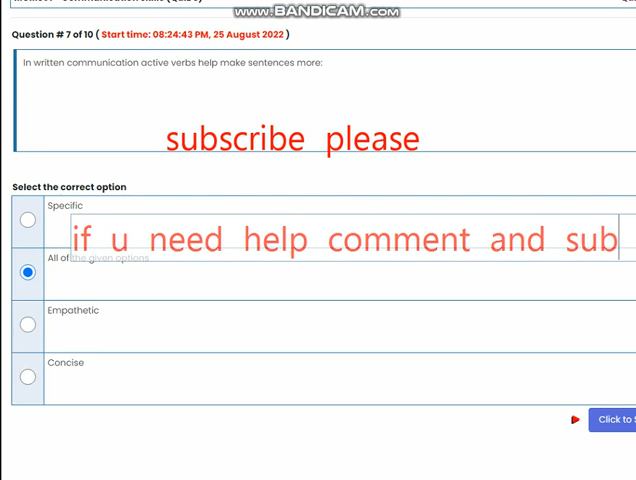 WWW.BANDICAM.COM
Question # 7 of 10 ( Start time: 08:24:43 PM, 25 August 2022 )
In written communication active verbs help make sentences more:
subscribe please
Select the correct option
Specific
if u need help comment and sub
All of the given options
Empathetic
Concise
Click to